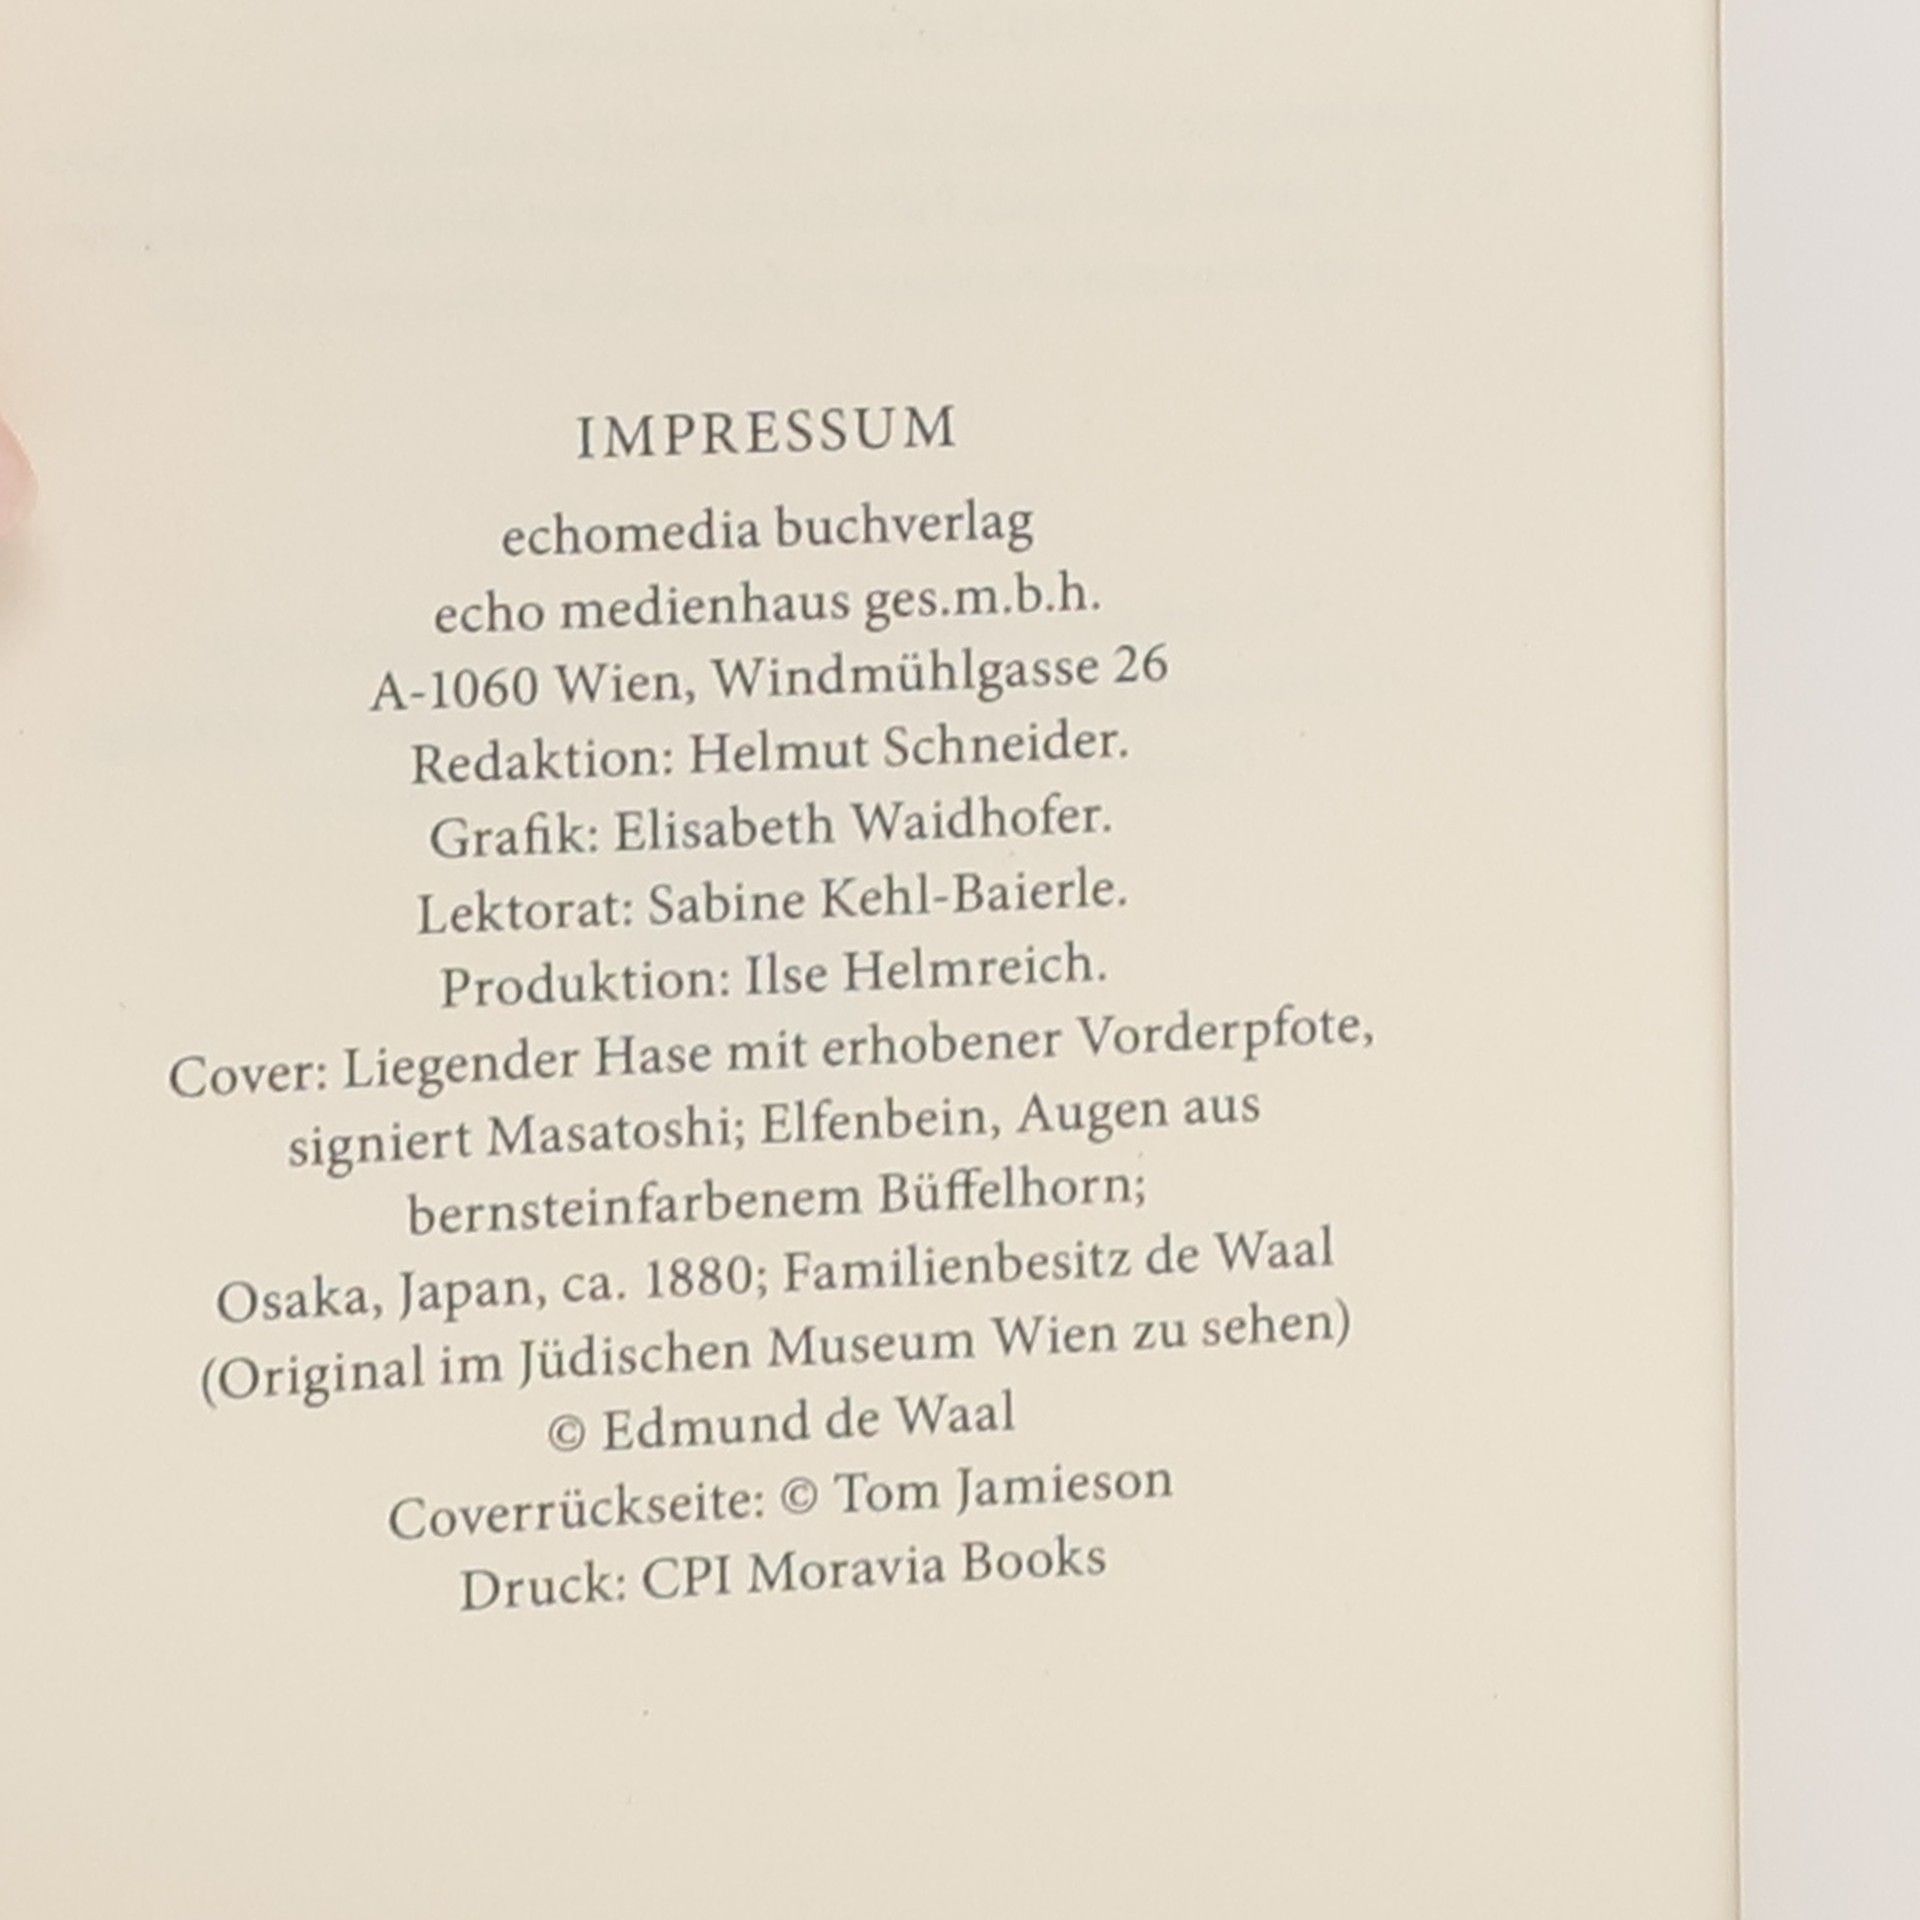 IMPRESSUM
echomedia buchverlag
echo medienhaus ges.m.b.h.
A-1060 Wien, Windmühlgasse 26
Redaktion: Helmut Schneider.
Grafik: Elisabeth Waidhofer.
Lektorat: Sabine Kehl-Baierle.
Produktion: Ilse Helmreich.
Cover: Liegender Hase mit erhobener Vorderpfote,
signiert Masatoshi; Elfenbein, Augen aus
bernsteinfarbenem Büffelhorn;
Osaka, Japan, ca. 1880; Familienbesitz de Waal
(Original im Jüdischen Museum Wien zu sehen)
© Edmund de Waal
Coverrückseite: © Tom Jamieson
Druck: CPI Moravia Books